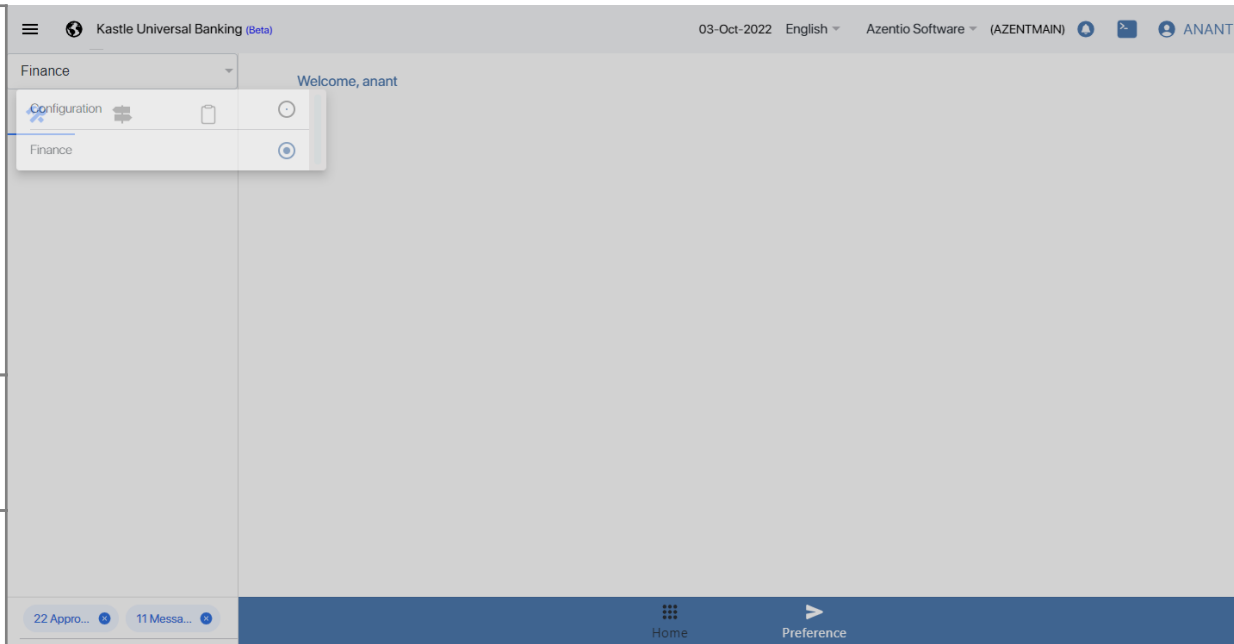 Kastle Universal Banking (Beta)
03-Oct-2022 English Azentio Software (AZENTMAIN) ANANT
Finance
Welcome, anant
Configuration
Finance
22 Appro... 11 Messa...
Home
Preference